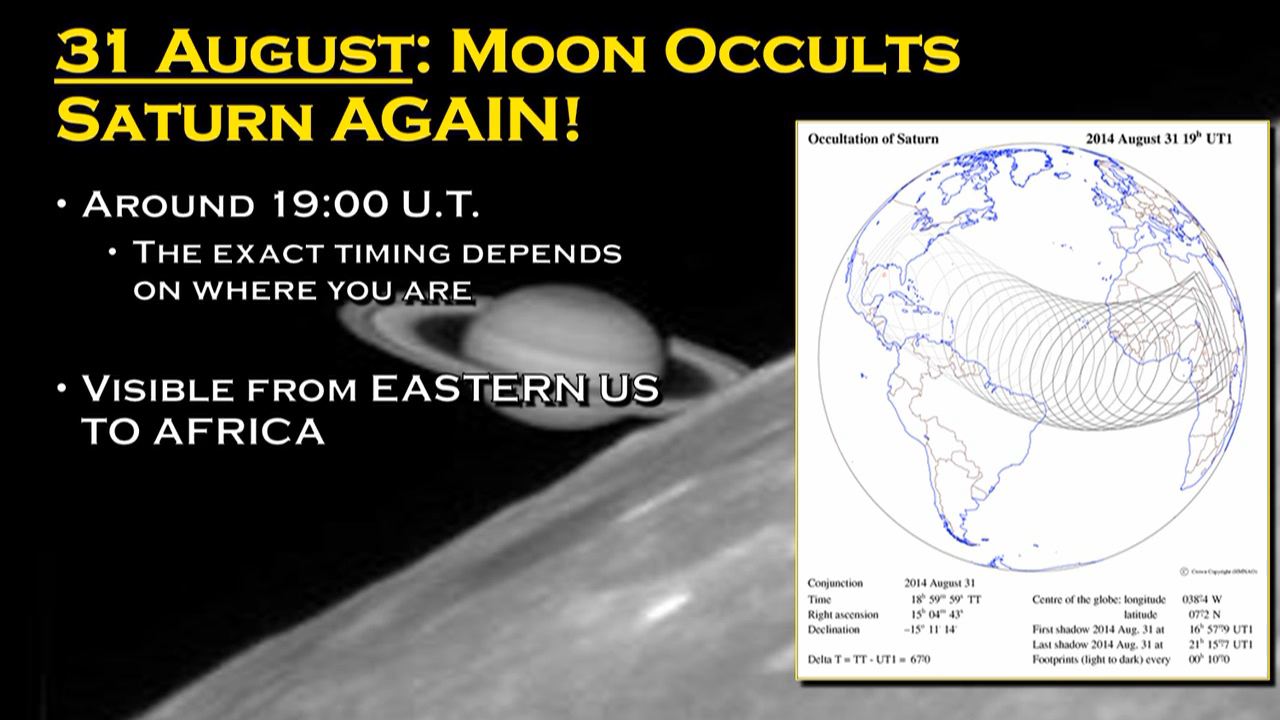 31 August: Moon Occults
Saturn AGAIN!
• Around 19:00 U.T.
• The exact timing depends
on where you are
• Visible from EASTERN US
TO AFRICA
Occultation of Saturn 2014 August 31 19ʰ UT1
© Crown Copyright (HMNAO)
Conjunction 2014 August 31
Time 18ʰ 59ᵐ 59ˢ TT
Right ascension 15ʰ 04ᵐ 43ˢ
Declination −15° 11′ 14″
Delta T = TT - UT1 = 67ˢ0
Centre of the globe: longitude 038°4 W
latitude 07°2 N
First shadow 2014 Aug. 31 at 16ʰ 57ᵐ9 UT1
Last shadow 2014 Aug. 31 at 21ʰ 15ᵐ7 UT1
Footprints (light to dark) every 00ʰ 10ᵐ0